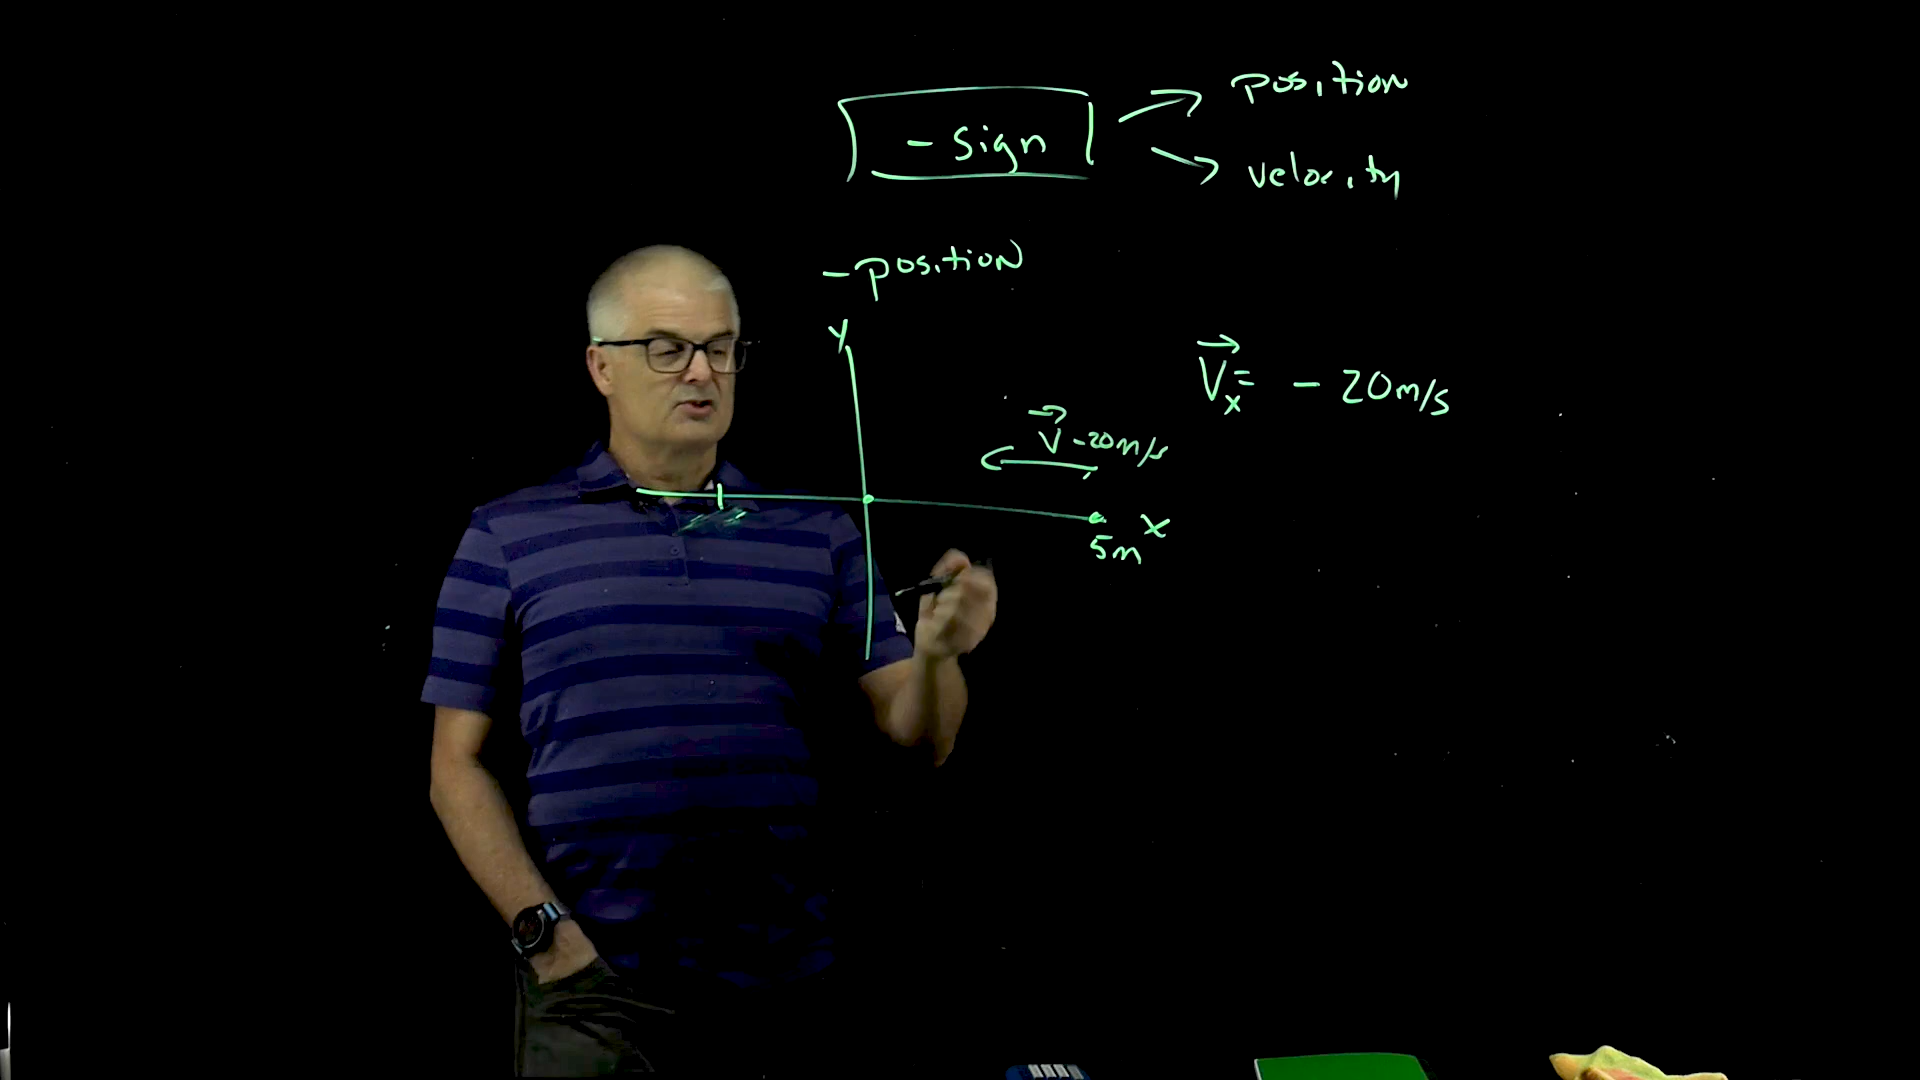 - sign
position
velocity
- position
y
V⃗ -20m/s
V⃗x = - 20m/s
x
5m